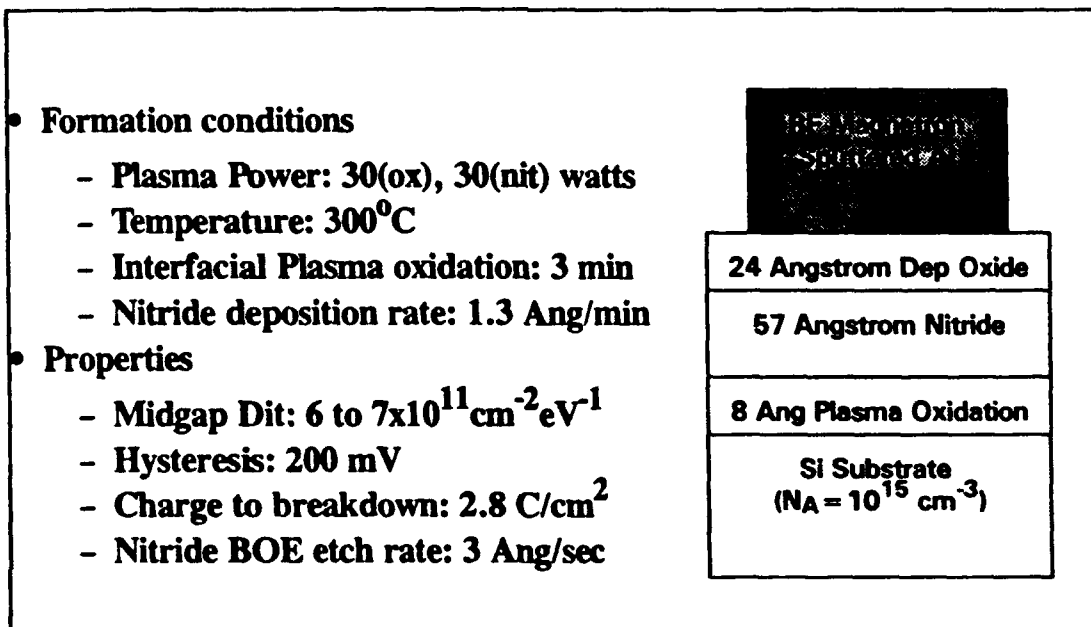 • Formation conditions
– Plasma Power: 30(ox), 30(nit) watts
– Temperature: 300°C
– Interfacial Plasma oxidation: 3 min
– Nitride deposition rate: 1.3 Ang/min
• Properties
– Midgap Dit: 6 to 7x10¹¹cm⁻²eV⁻¹
– Hysteresis: 200 mV
– Charge to breakdown: 2.8 C/cm²
– Nitride BOE etch rate: 3 Ang/sec
Magnetron
Sputtered
24 Angstrom Dep Oxide
57 Angstrom Nitride
8 Ang Plasma Oxidation
Si Substrate
(NA = 10¹⁵ cm⁻³)